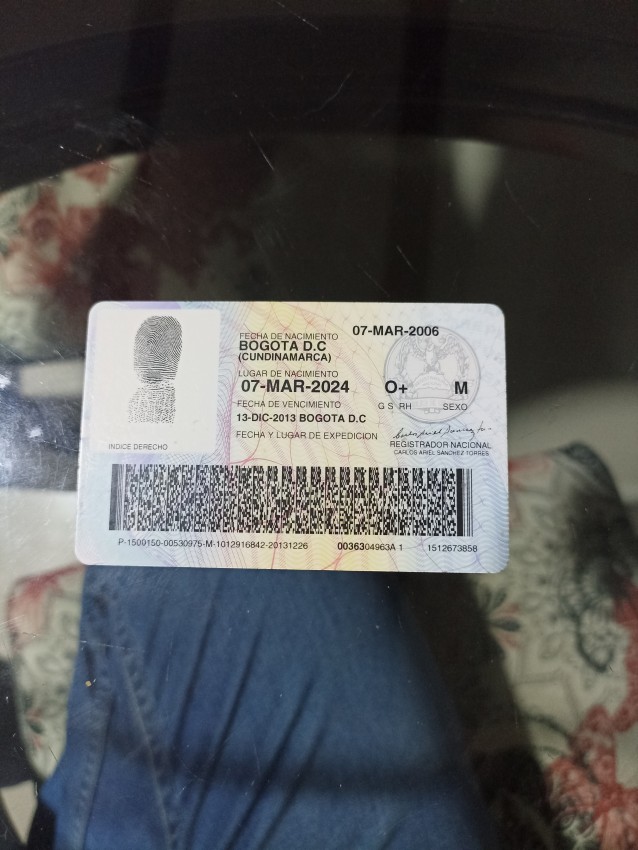 FECHA DE NACIMIENTO 07-MAR-2006
BOGOTA D.C
(CUNDINAMARCA)
LUGAR DE NACIMIENTO
07-MAR-2024 O+ M
FECHA DE VENCIMIENTO G S RH SEXO
13-DIC-2013 BOGOTA D.C
FECHA Y LUGAR DE EXPEDICION
REGISTRADOR NACIONAL
CARLOS ARIEL SANCHEZ TORRES
INDICE DERECHO
P-1500150-00530975-M-1012916842-20131226 0036304963A 1 1512673858